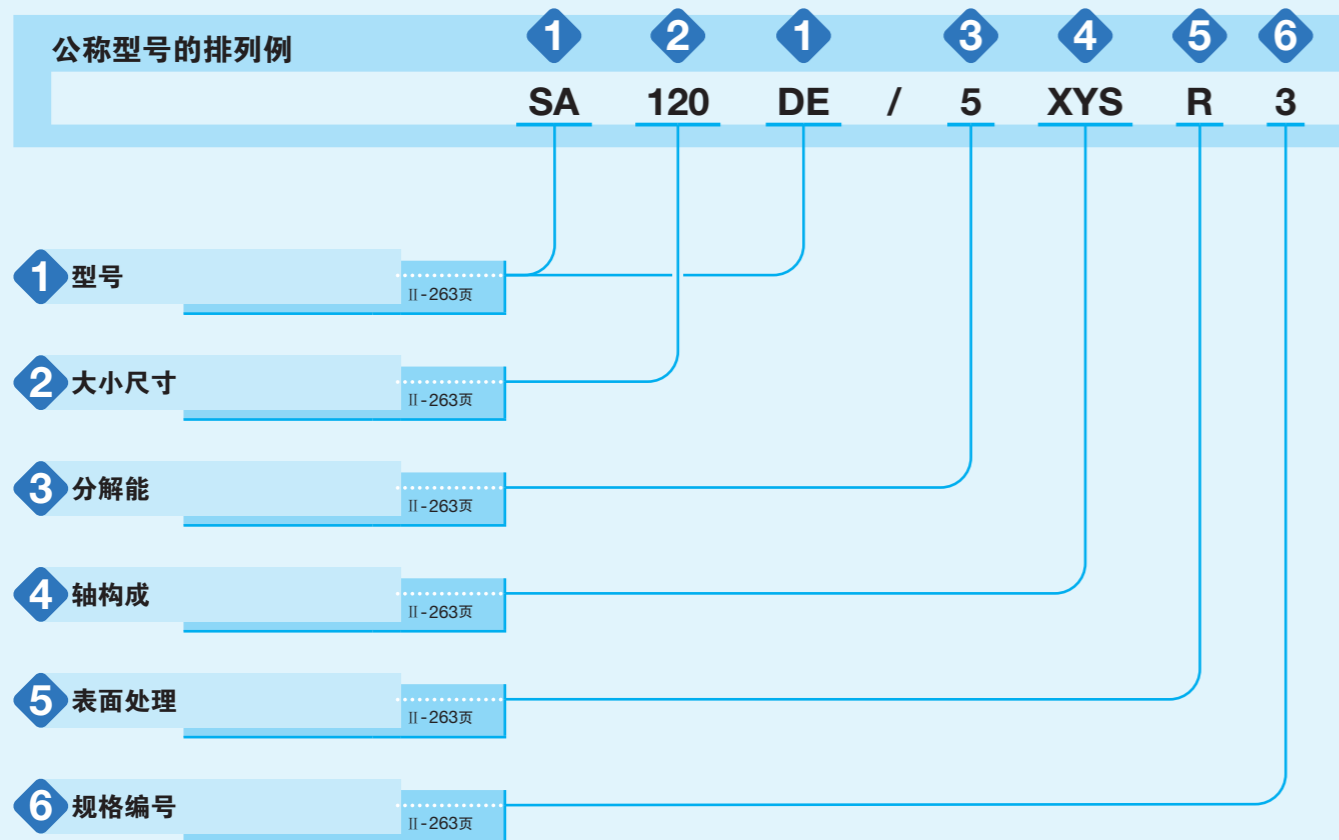 1 2 1 3 4 5 6
公称型号的排列例
SA 120 DE / 5 XYS R 3
1 型号
II-263页
2 大小尺寸
II-263页
3 分解能
II-263页
4 轴构成
II-263页
5 表面处理
II-263页
6 规格编号
II-263页